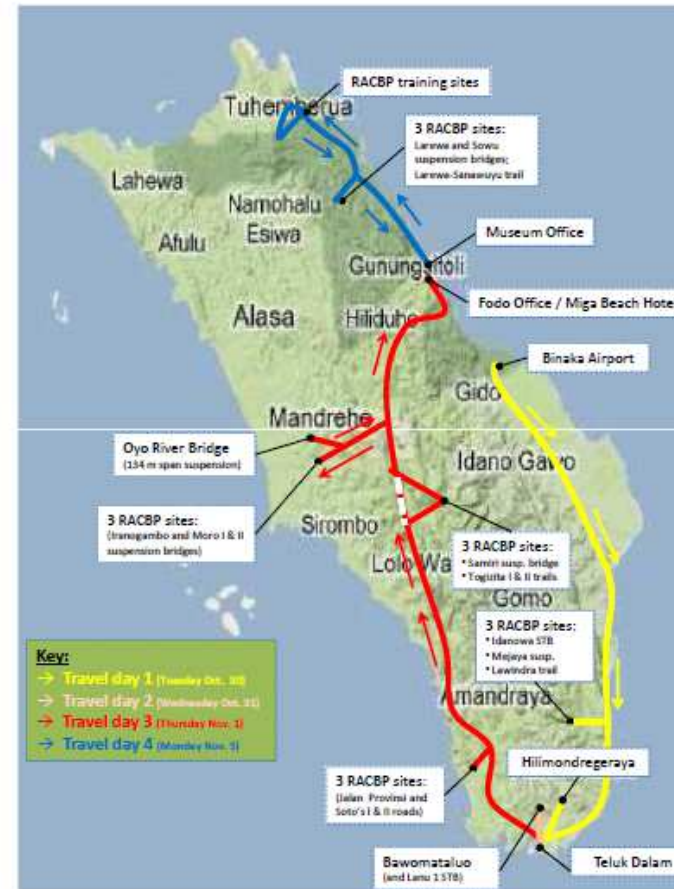 RACBP training sites
Tuhemberua
3 RACBP sites:
Larewa and Sowu
suspension bridges;
Larewa-Sanawuyu trail
Lahewa
Namohalu
Esiwa
Afulu
Museum Office
Gunungsitoli
Fodo Office / Miga Beach Hote
Alasa
Hiliduho
Binaka Airport
Gido
Mandrehe
Oyo River Bridge
(134 m span suspension)
Idano Gawo
3 RACBP sites:
(Iranogambo and Moro I & II
suspension bridges)
Sirombo
3 RACBP sites:
• Samiri susp. bridge
• Togizita I & II trails
Lolo Wa
Gomo
3 RACBP sites:
• Idanowa STB
• Mejaya susp.
• Lawindra trail
Key:
→ Travel day 1 (Tuesday Oct. 30)
→ Travel day 2 (Wednesday Oct. 31)
→ Travel day 3 (Thursday Nov. 1)
→ Travel day 4 (Monday Nov. 5)
Amandraya
Hilimondregeraya
3 RACBP sites:
(Jalan Provinsi and
Soto's I & II roads)
Bawomataluo
(and Lanu 1 STB)
Teluk Dalam